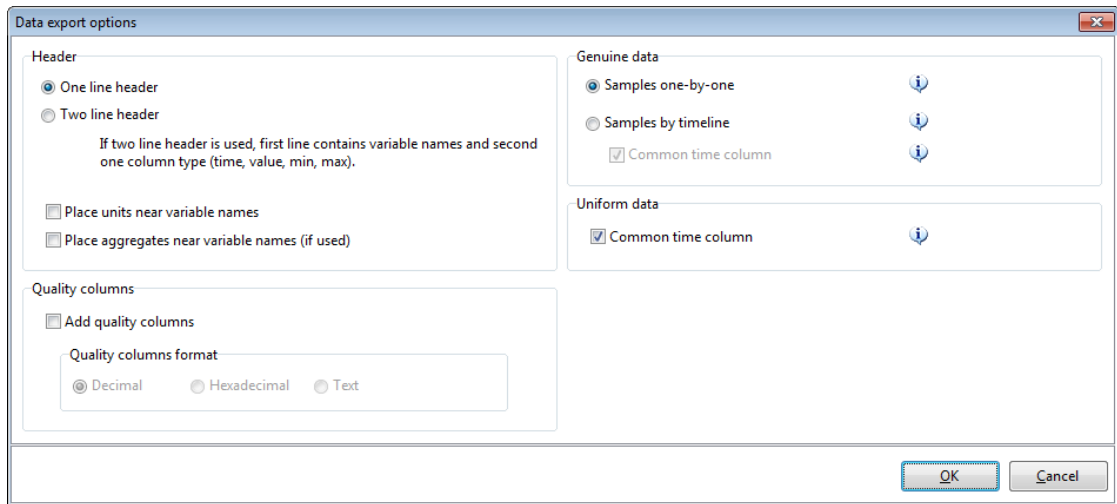 Data export options
Header
One line header
Two line header
If two line header is used, first line contains variable names and second
one column type (time, value, min, max).
Place units near variable names
Place aggregates near variable names (if used)
Quality columns
Add quality columns
Quality columns format
Decimal
Hexadecimal
Text
Genuine data
Samples one-by-one
Samples by timeline
Common time column
Uniform data
Common time column
OK
Cancel